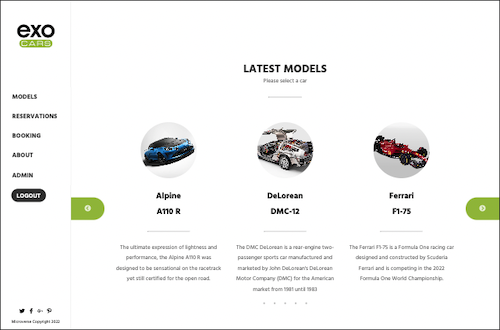 exo
CARS
MODELS
RESERVATIONS
BOOKING
ABOUT
ADMIN
LOGOUT
Microverse Copyright 2022
LATEST MODELS
Please select a car
Alpine
A110 R
The ultimate expression of lightness and
performance, the Alpine A110 R was
designed to be sensational on the racetrack
yet still certified for the open road.
DeLorean
DMC-12
The DMC DeLorean is a rear-engine two-
passenger sports car manufactured and
marketed by John DeLorean's DeLorean
Motor Company (DMC) for the American
market from 1981 until 1983
Ferrari
F1-75
The Ferrari F1-75 is a Formula One racing car
designed and constructed by Scuderia
Ferrari and is competing in the 2022
Formula One World Championship.